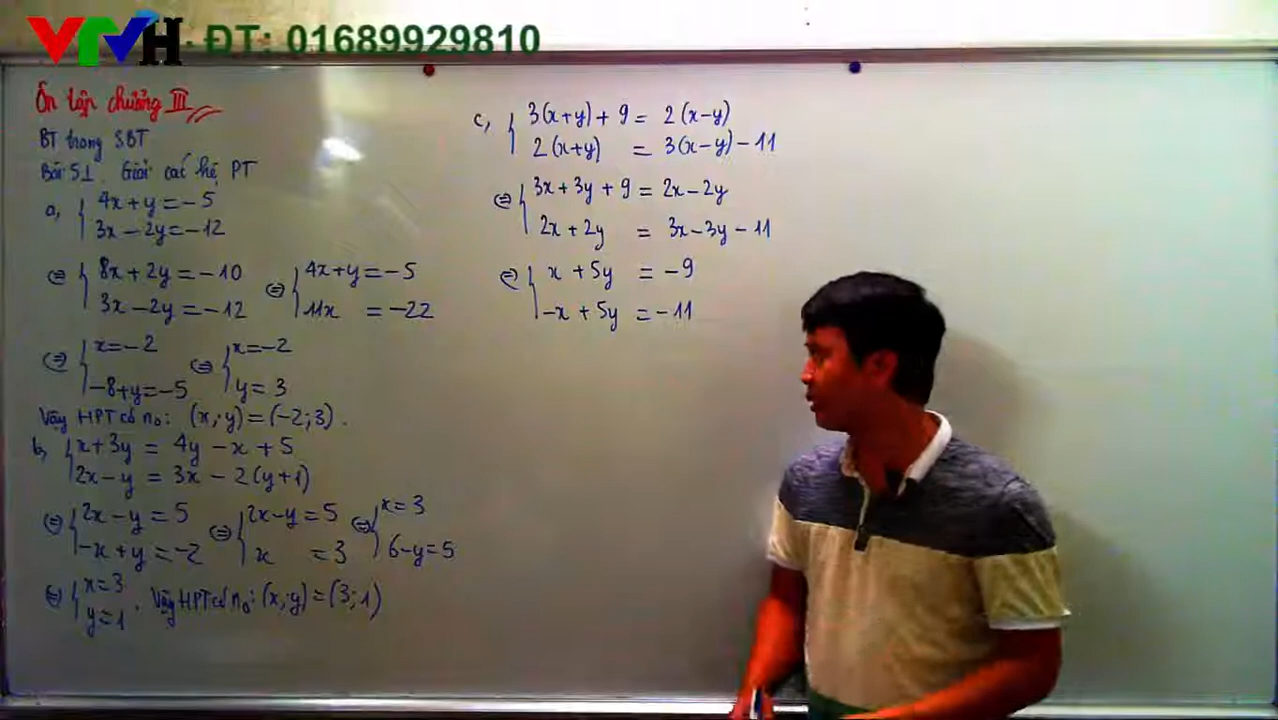 VTVH . ĐT: 01689929810
Ôn tập chương III
BT trong SBT
Bài 51. Giải các hệ PT
a, { 4x + y = -5
3x - 2y = -12
⇔ { 8x + 2y = -10
3x - 2y = -12
⇔ { 4x + y = -5
11x = -22
⇔ { x = -2
-8 + y = -5
⇔ { x = -2
y = 3
Vậy HPT có n₀: (x; y) = (-2; 3).
b, { x + 3y = 4y - x + 5
2x - y = 3x - 2(y + 1)
⇔ { 2x - y = 5
-x + y = -2
⇔ { 2x - y = 5
x = 3
⇔ { x = 3
6 - y = 5
⇔ { x = 3
y = 1 . Vậy HPT có n₀: (x; y) = (3; 1)
c, { 3(x + y) + 9 = 2(x - y)
2(x + y) = 3(x - y) - 11
⇔ { 3x + 3y + 9 = 2x - 2y
2x + 2y = 3x - 3y - 11
⇔ { x + 5y = -9
-x + 5y = -11